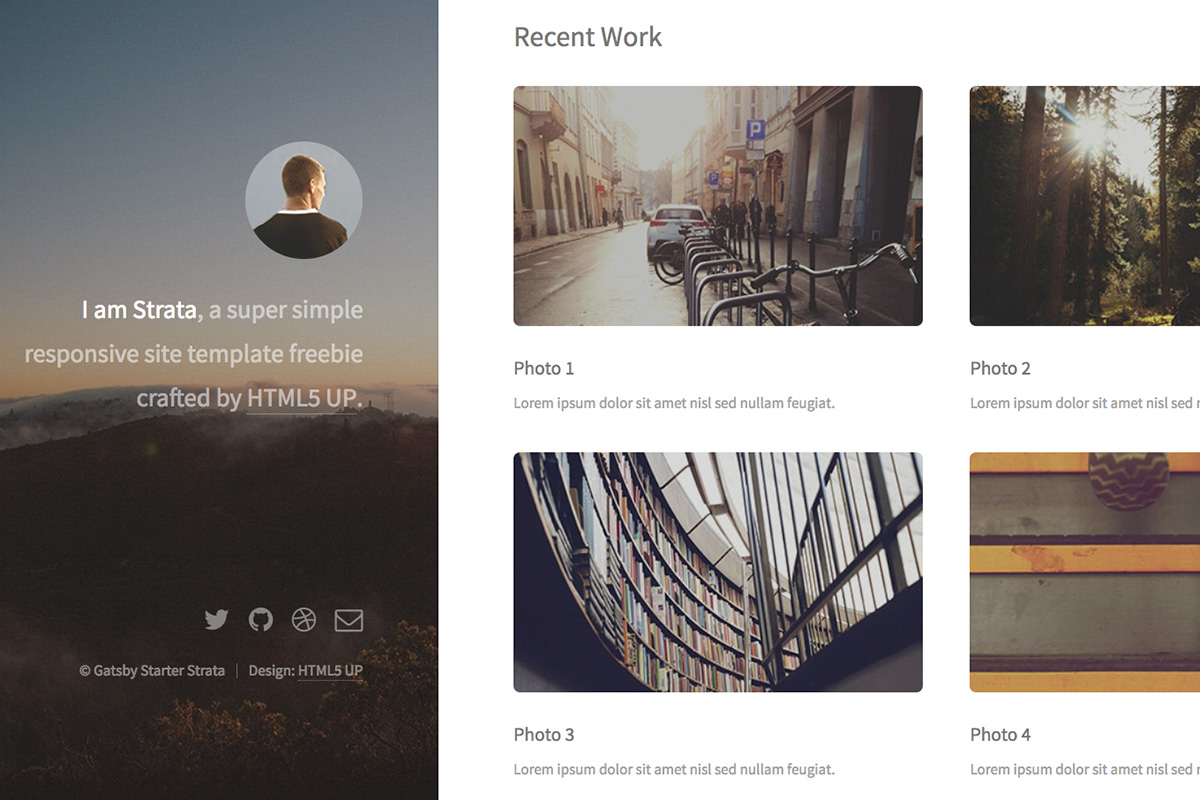 I am Strata, a super simple
responsive site template freebie
crafted by HTML5 UP.
© Gatsby Starter Strata | Design: HTML5 UP
Recent Work
P
P
Photo 1
Lorem ipsum dolor sit amet nisl sed nullam feugiat.
Photo 2
Lorem ipsum dolor sit amet nisl sed
Photo 3
Lorem ipsum dolor sit amet nisl sed nullam feugiat.
Photo 4
Lorem ipsum dolor sit amet nisl sed